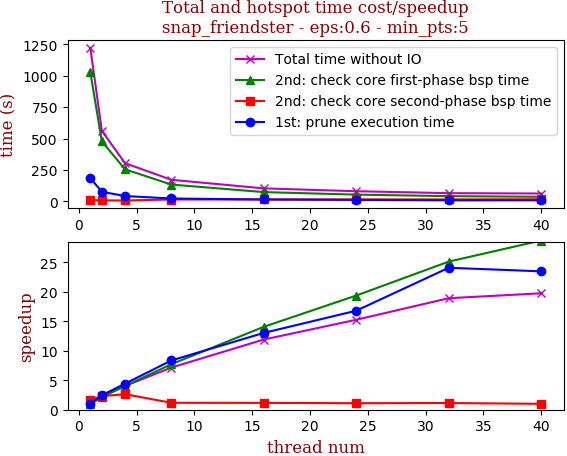 Total and hotspot time cost/speedup
snap_friendster - eps:0.6 - min_pts:5
time (s)
1250
1000
750
500
250
0
Total time without IO
2nd: check core first-phase bsp time
2nd: check core second-phase bsp time
1st: prune execution time
0 5 10 15 20 25 30 35 40
speedup
25
20
15
10
5
0
0 5 10 15 20 25 30 35 40
thread num